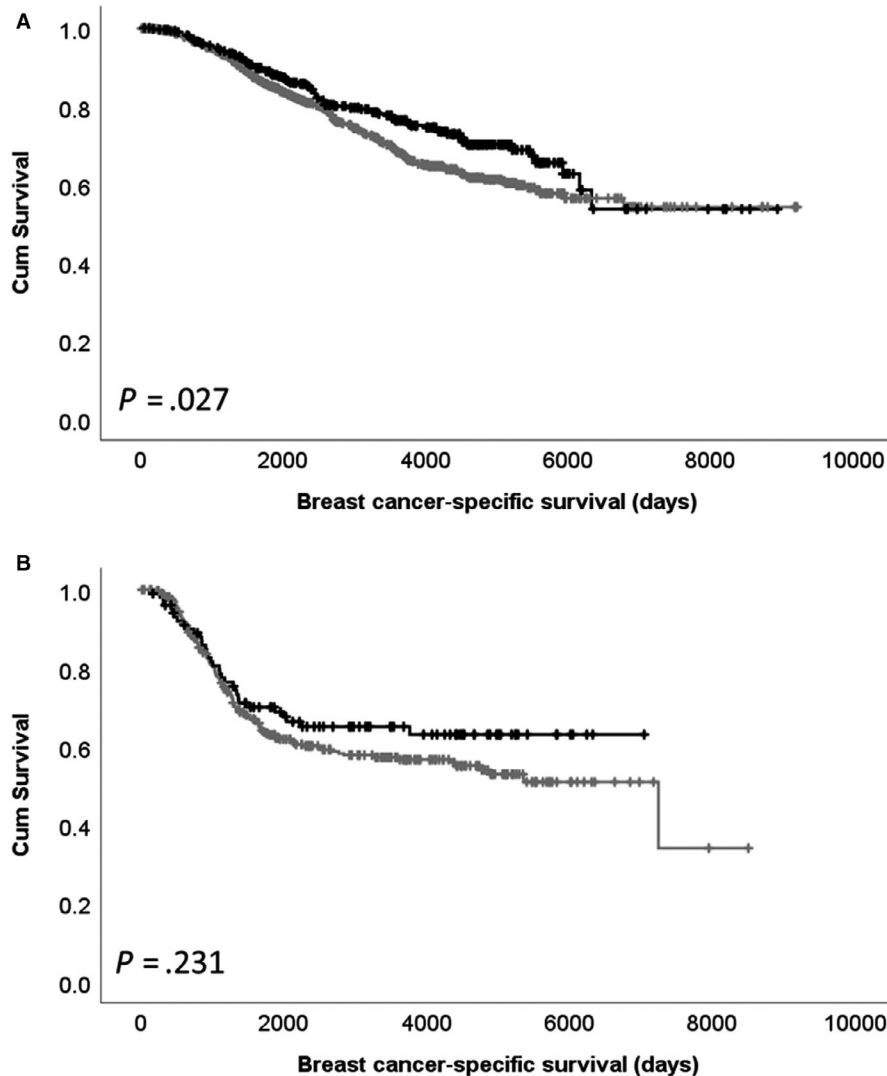 A
1.0
0.8
0.6
0.4
0.2
0.0
Cum Survival
P = .027
0 2000 4000 6000 8000 10000
Breast cancer-specific survival (days)
B
1.0
0.8
0.6
0.4
0.2
0.0
Cum Survival
P = .231
0 2000 4000 6000 8000 10000
Breast cancer-specific survival (days)